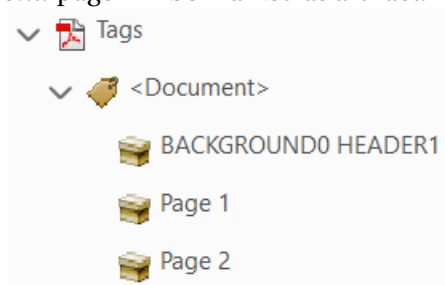 Tags
<Document>
BACKGROUND0 HEADER1
Page 1
Page 2